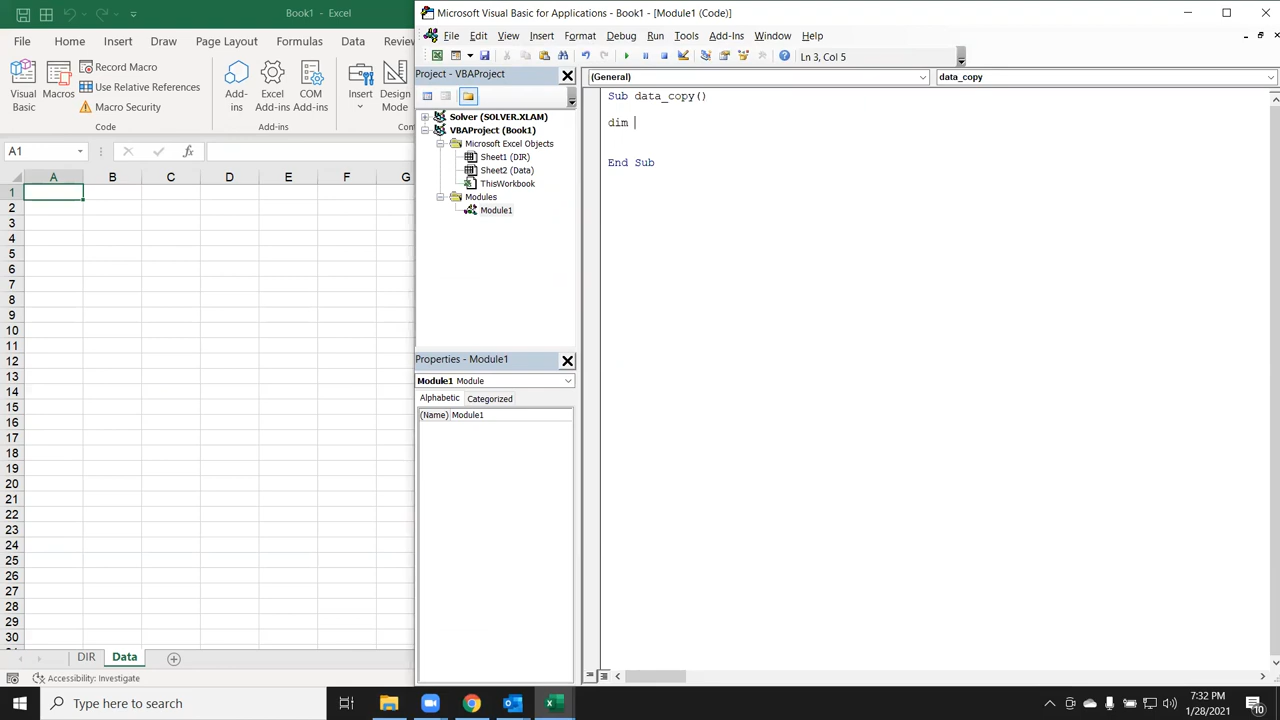 Book1 - Excel
Microsoft Visual Basic for Applications - Book1 - [Module1 (Code)]
File Home Insert Draw Page Layout Formulas Data Review
File Edit View Insert Format Debug Run Tools Add-Ins Window Help
Ln 3, Col 5
Visual Basic
Macros
Record Macro
Use Relative References
Macro Security
Code
Add-ins
Excel Add-ins
COM Add-ins
Add-ins
Insert
Design Mode
Con
A1
fx
A B C D E F G
1
2
3
4
5
6
7
8
9
10
11
12
13
14
15
16
17
18
19
20
21
22
23
24
25
26
27
28
29
30
DIR Data
Accessibility: Investigate
Project - VBAProject
Solver (SOLVER.XLAM)
VBAProject (Book1)
Microsoft Excel Objects
Sheet1 (DIR)
Sheet2 (Data)
ThisWorkbook
Modules
Module1
Properties - Module1
Module1 Module
Alphabetic Categorized
(Name) Module1
(General) data_copy
Sub data_copy()
dim
End Sub
Type here to search
7:32 PM
1/28/2021
10